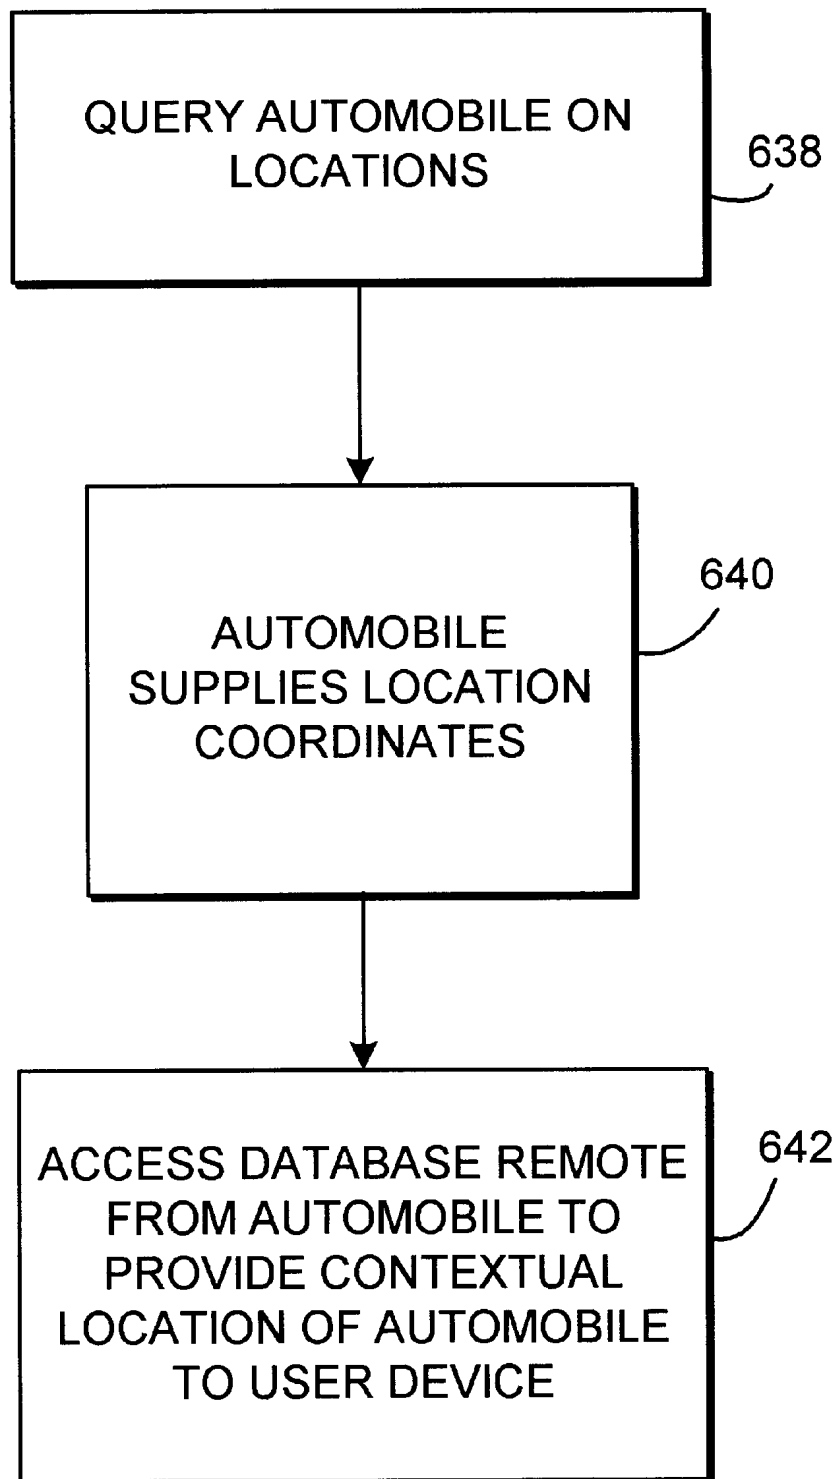 QUERY AUTOMOBILE ON
LOCATIONS
638
640
AUTOMOBILE
SUPPLIES LOCATION
COORDINATES
642
ACCESS DATABASE REMOTE
FROM AUTOMOBILE TO
PROVIDE CONTEXTUAL
LOCATION OF AUTOMOBILE
TO USER DEVICE